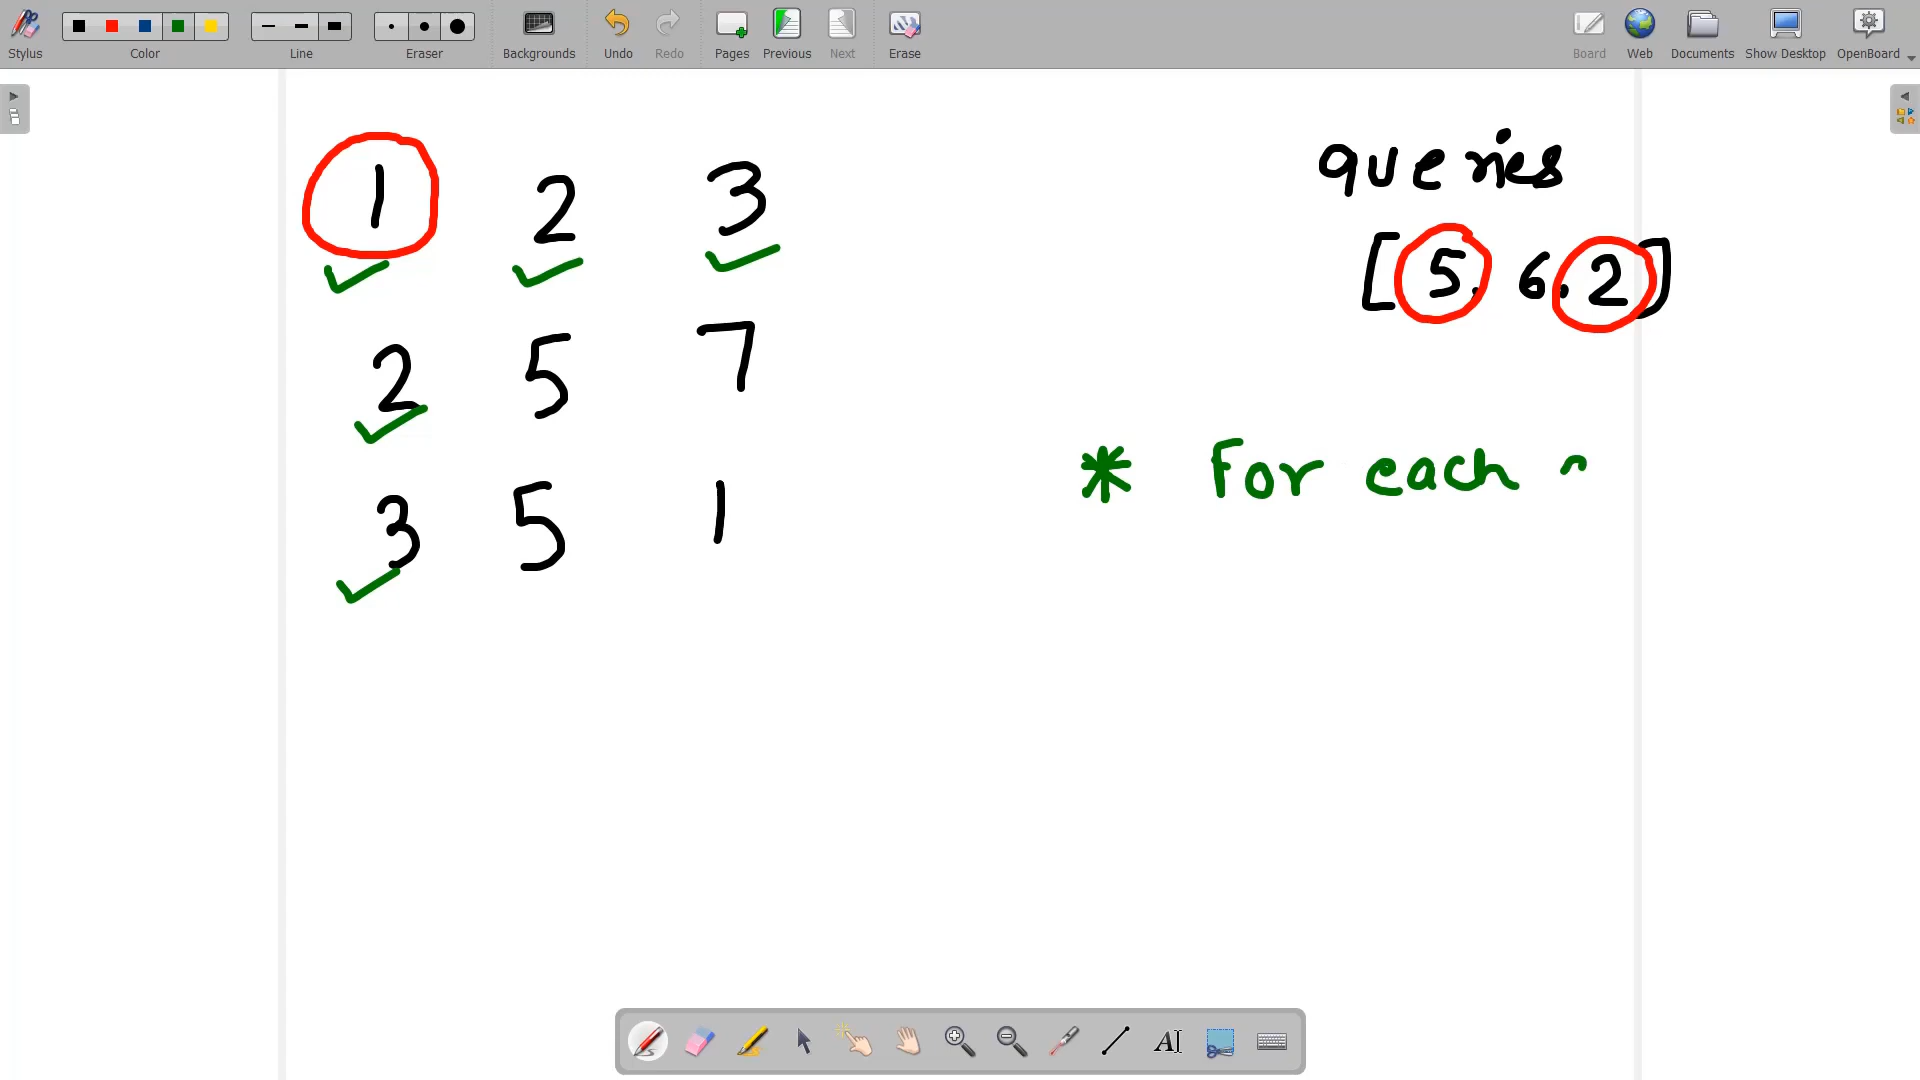 Stylus Color Line Eraser Backgrounds Undo Redo Pages Previous Next Erase Board Web Documents Show Desktop OpenBoard
queries
1 2 3
[5, 6, 2]
2 5 7
* For each
3 5 1